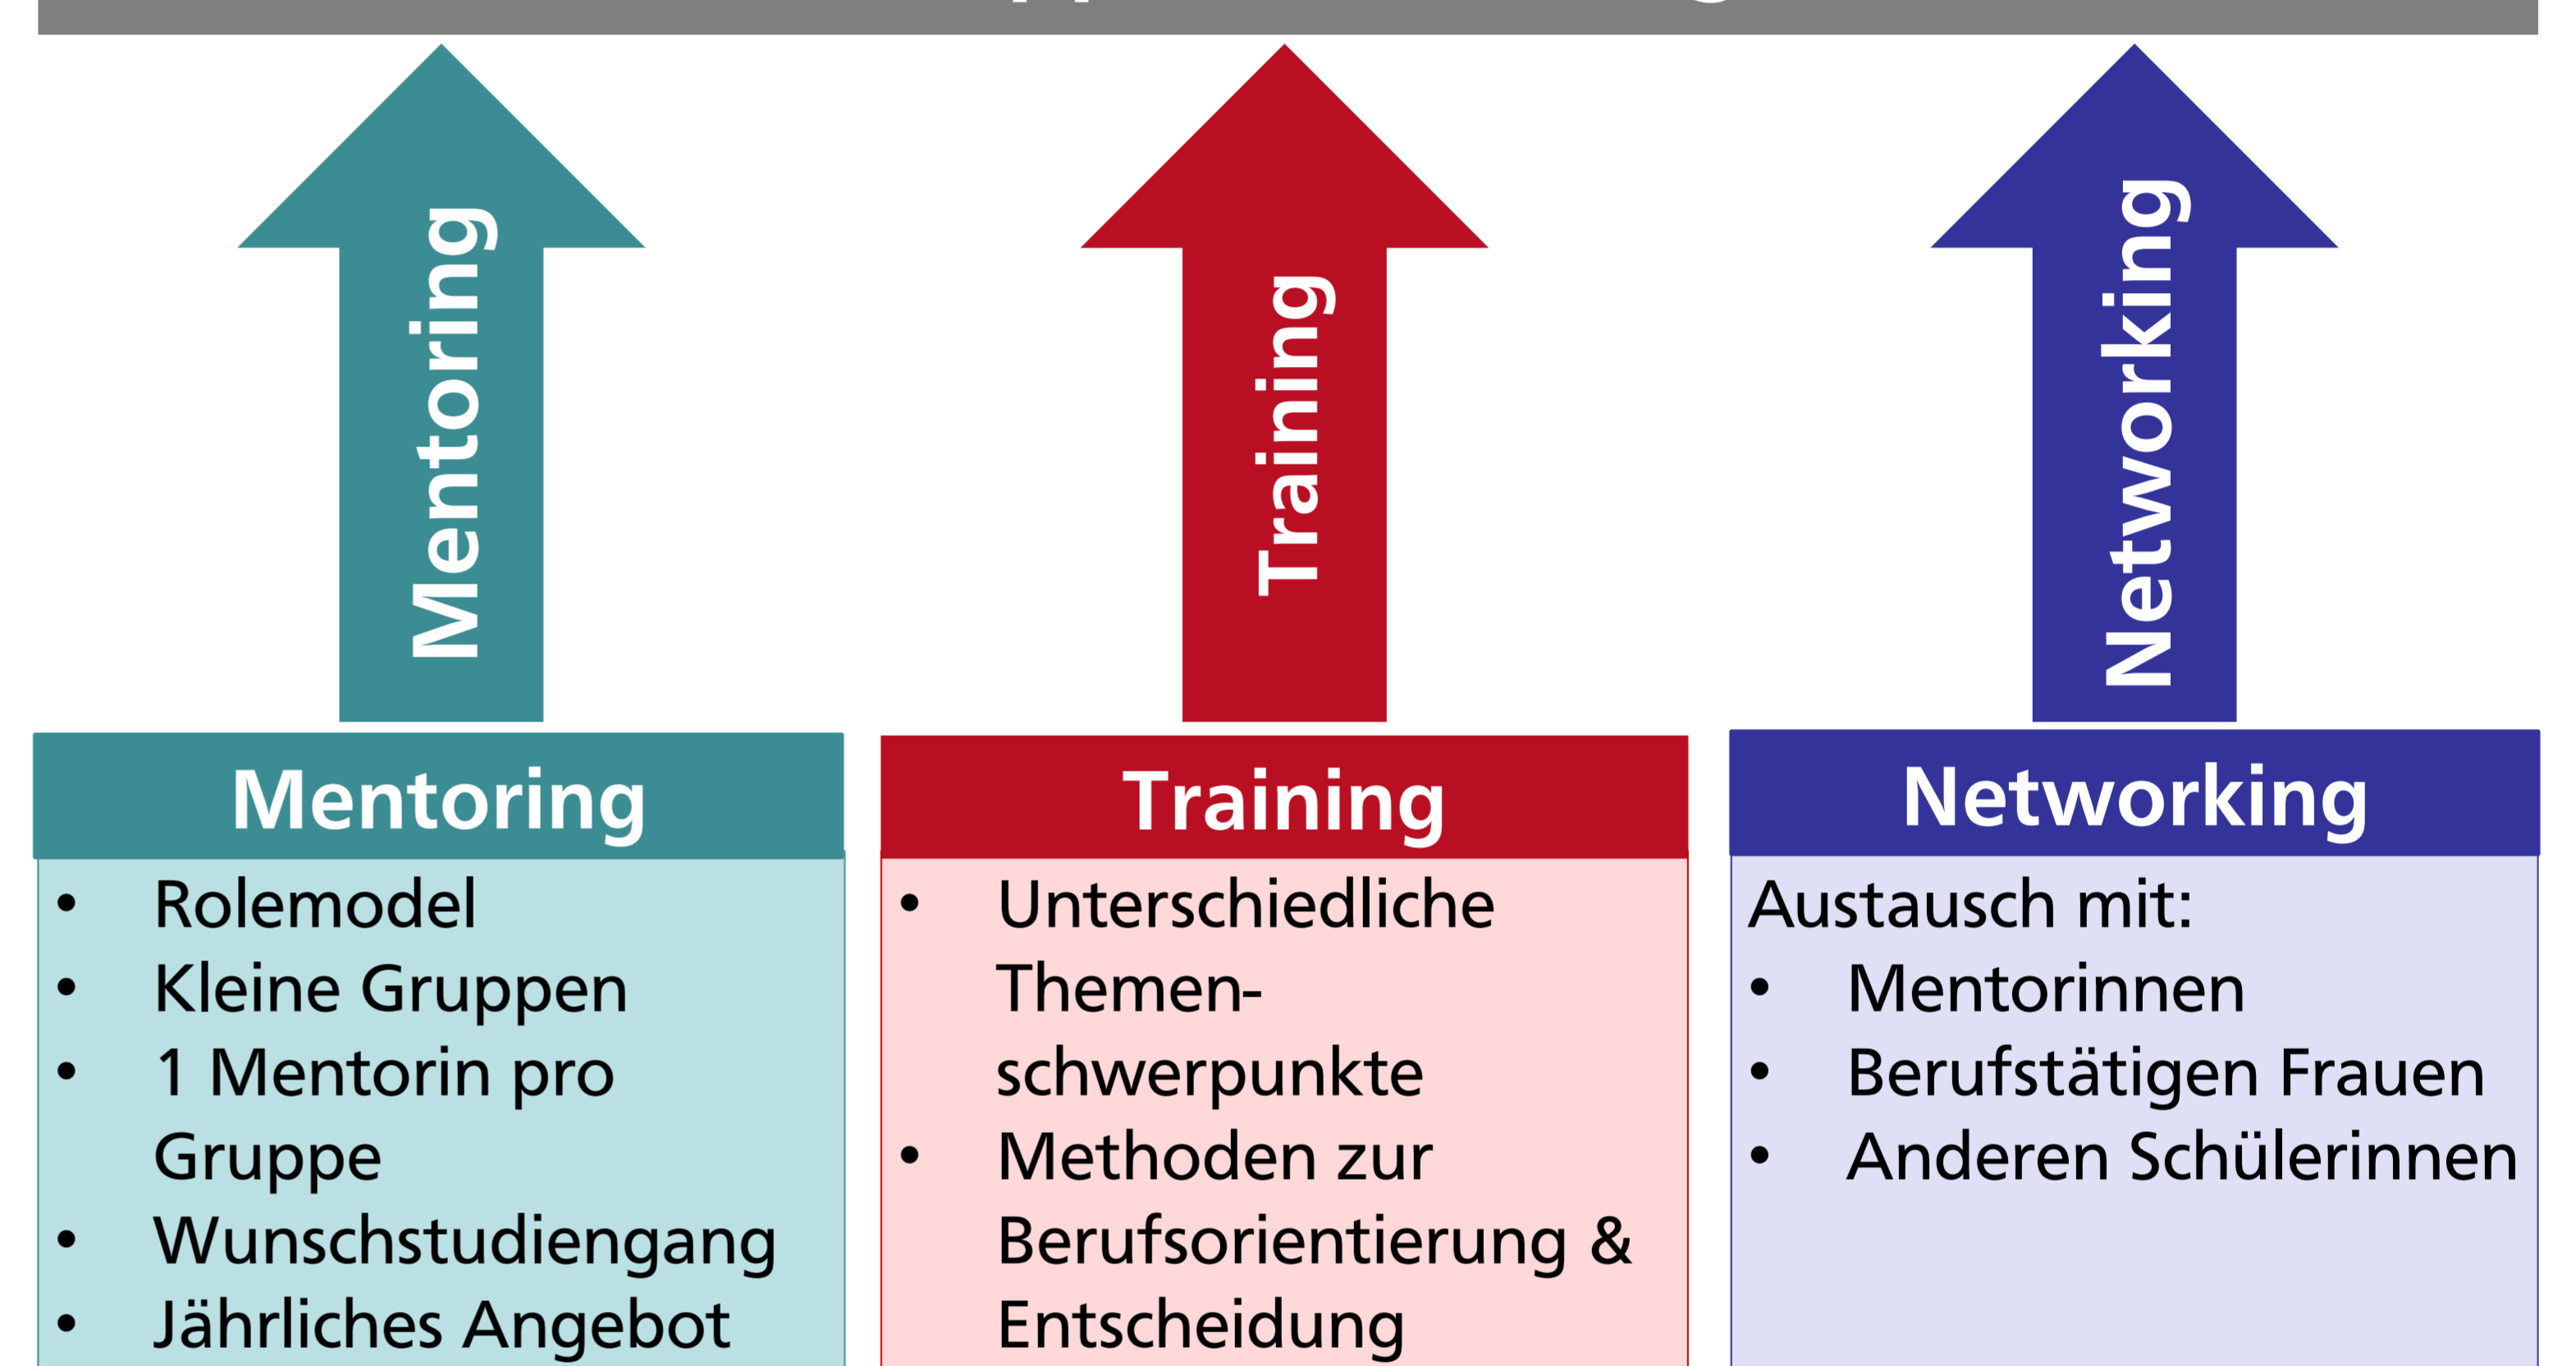 Mentoring
Training
Networking
Mentoring
• Rolemodel
• Kleine Gruppen
• 1 Mentorin pro
Gruppe
• Wunschstudiengang
• Jährliches Angebot
Training
• Unterschiedliche
Themen-
schwerpunkte
• Methoden zur
Berufsorientierung &
Entscheidung
Networking
Austausch mit:
• Mentorinnen
• Berufstätigen Frauen
• Anderen Schülerinnen